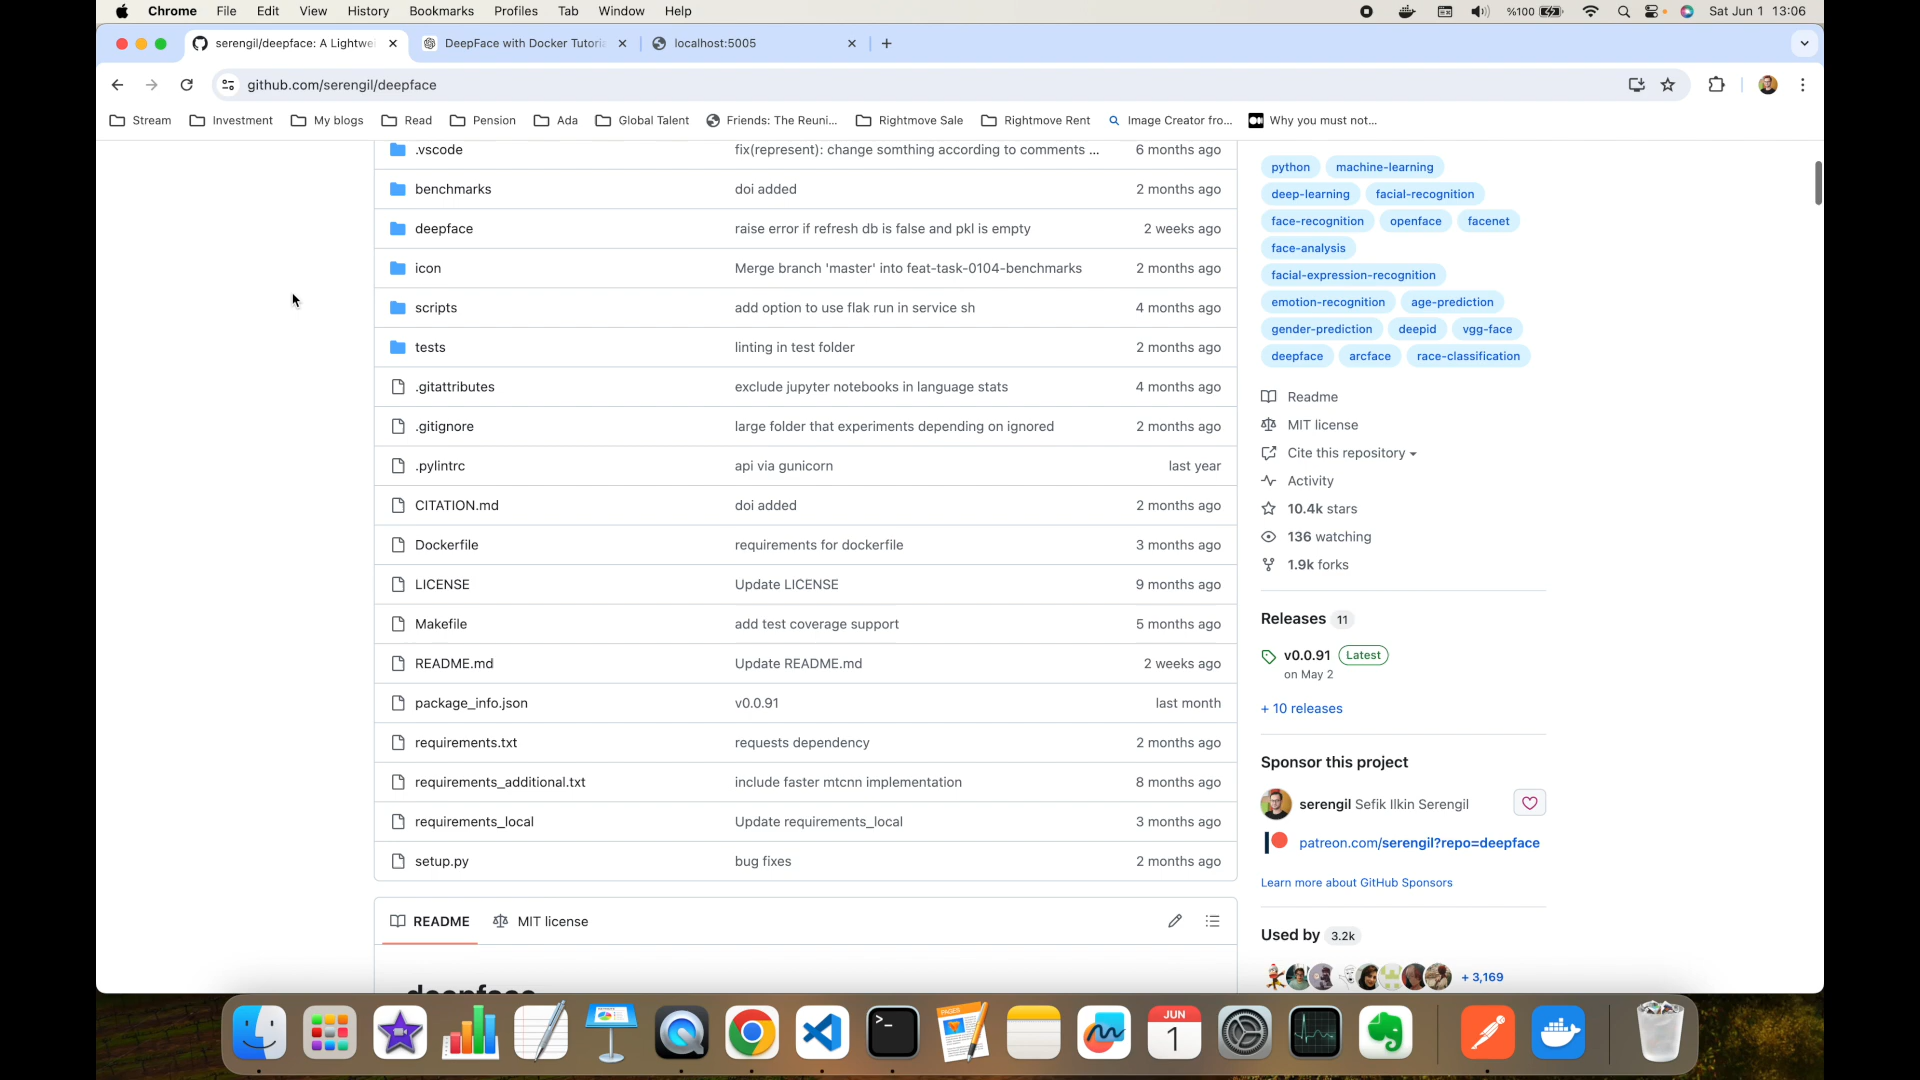 Chrome File Edit View History Bookmarks Profiles Tab Window Help %100 Sat Jun 1 13:06
serengil/deepface: A Lightwei DeepFace with Docker Tutoria localhost:5005
github.com/serengil/deepface
Stream Investment My blogs Read Pension Ada Global Talent Friends: The Reuni... Rightmove Sale Rightmove Rent Image Creator fro... Why you must not...
.vscode fix(represent): change somthing according to comments ... 6 months ago
benchmarks doi added 2 months ago
deepface raise error if refresh db is false and pkl is empty 2 weeks ago
icon Merge branch 'master' into feat-task-0104-benchmarks 2 months ago
scripts add option to use flak run in service sh 4 months ago
tests linting in test folder 2 months ago
.gitattributes exclude jupyter notebooks in language stats 4 months ago
.gitignore large folder that experiments depending on ignored 2 months ago
.pylintrc api via gunicorn last year
CITATION.md doi added 2 months ago
Dockerfile requirements for dockerfile 3 months ago
LICENSE Update LICENSE 9 months ago
Makefile add test coverage support 5 months ago
README.md Update README.md 2 weeks ago
package_info.json v0.0.91 last month
requirements.txt requests dependency 2 months ago
requirements_additional.txt include faster mtcnn implementation 8 months ago
requirements_local Update requirements_local 3 months ago
setup.py bug fixes 2 months ago
README MIT license
deepface
python machine-learning
deep-learning facial-recognition
face-recognition openface facenet
face-analysis
facial-expression-recognition
emotion-recognition age-prediction
gender-prediction deepid vgg-face
deepface arcface race-classification
Readme
MIT license
Cite this repository
Activity
10.4k stars
136 watching
1.9k forks
Releases 11
v0.0.91 Latest
on May 2
+ 10 releases
Sponsor this project
serengil Sefik Ilkin Serengil
patreon.com/serengil?repo=deepface
Learn more about GitHub Sponsors
Used by 3.2k
+ 3,169
PAGES
JUN
1